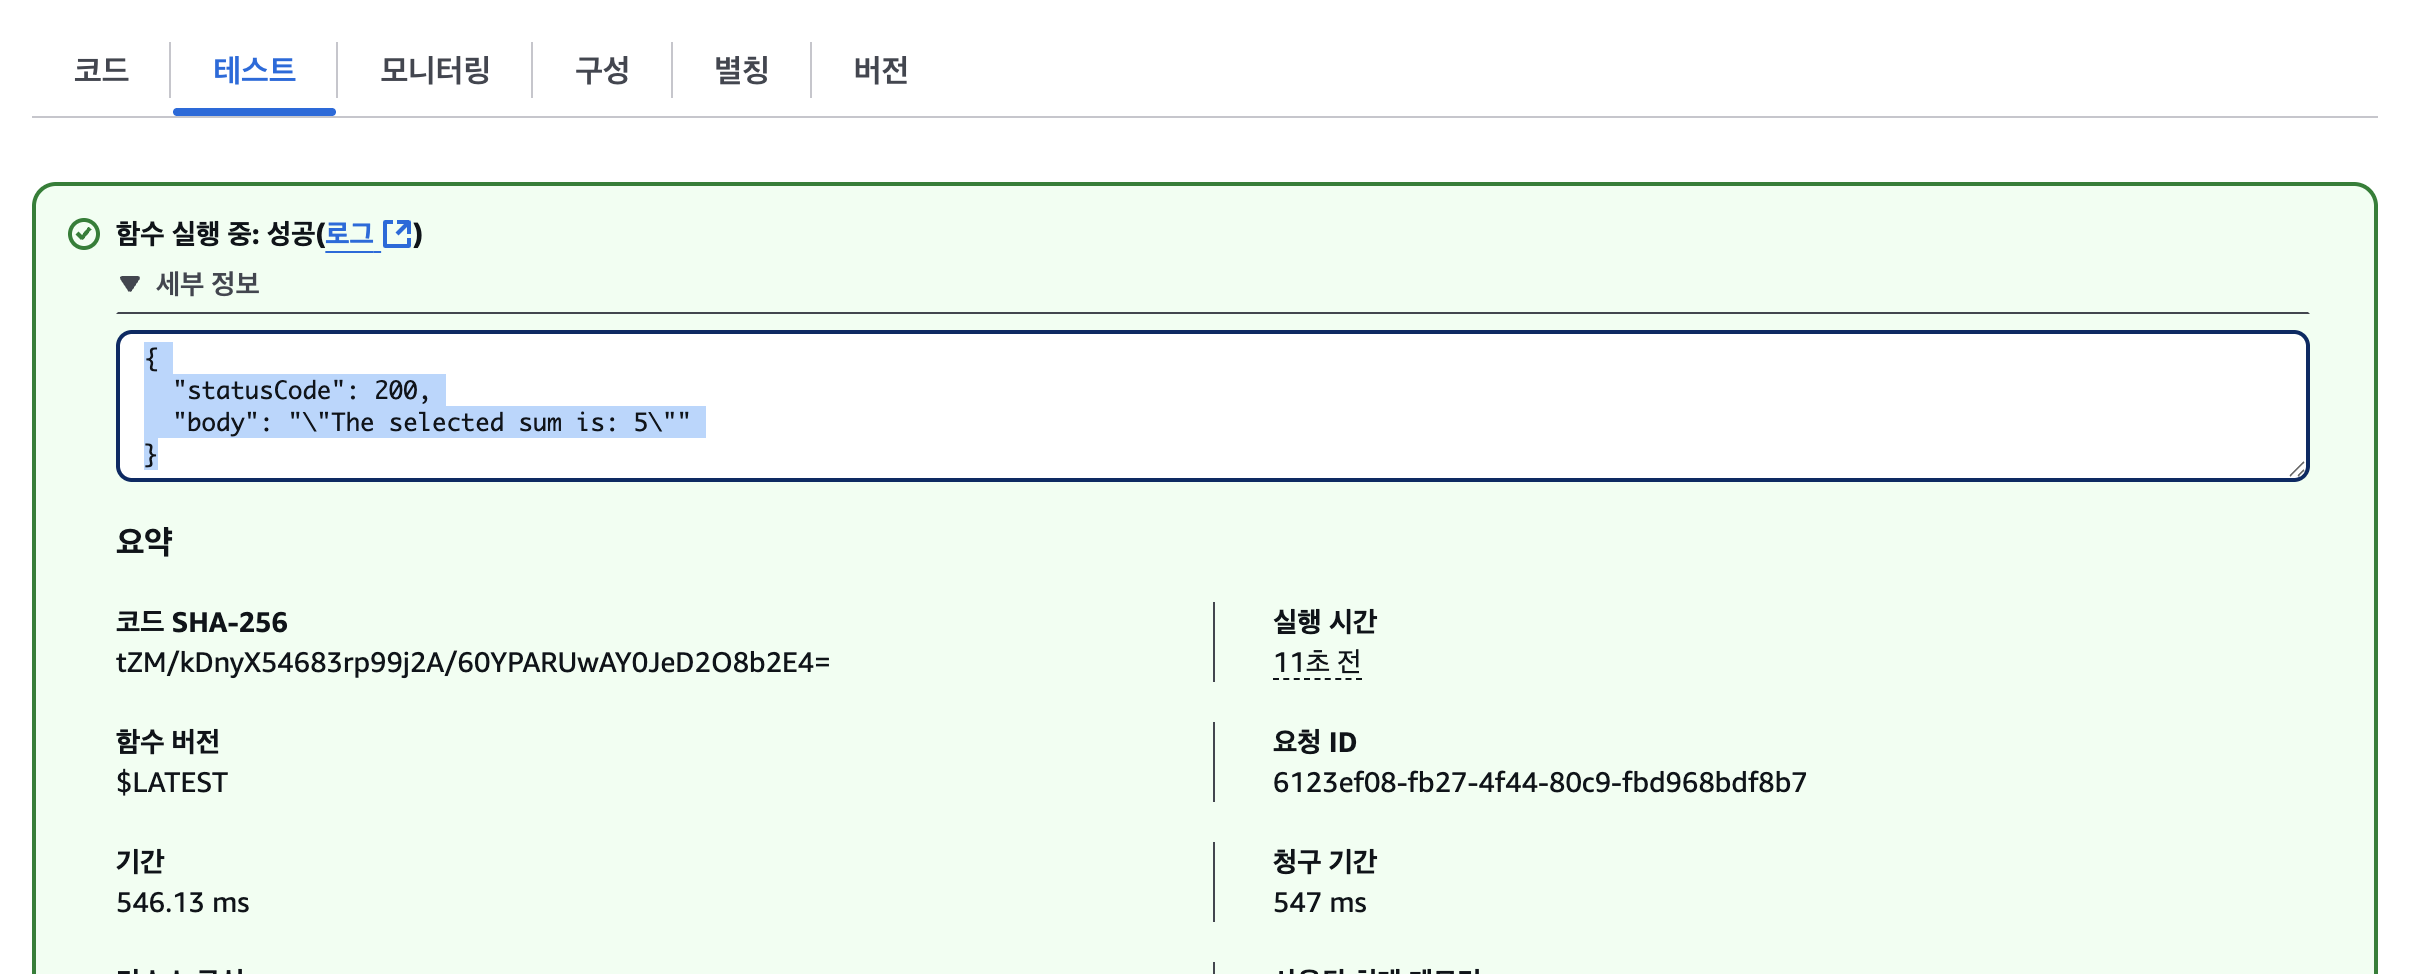 코드 테스트 모니터링 구성 별칭 버전
함수 실행 중: 성공(로그)
▼ 세부 정보
{
  "statusCode": 200,
  "body": "\"The selected sum is: 5\""
}
요약
코드 SHA-256
tZM/kDnyX54683rp99j2A/60YPARUwAY0JeD2O8b2E4=
실행 시간
11초 전
함수 버전
$LATEST
요청 ID
6123ef08-fb27-4f44-80c9-fbd968bdf8b7
기간
546.13 ms
청구 기간
547 ms